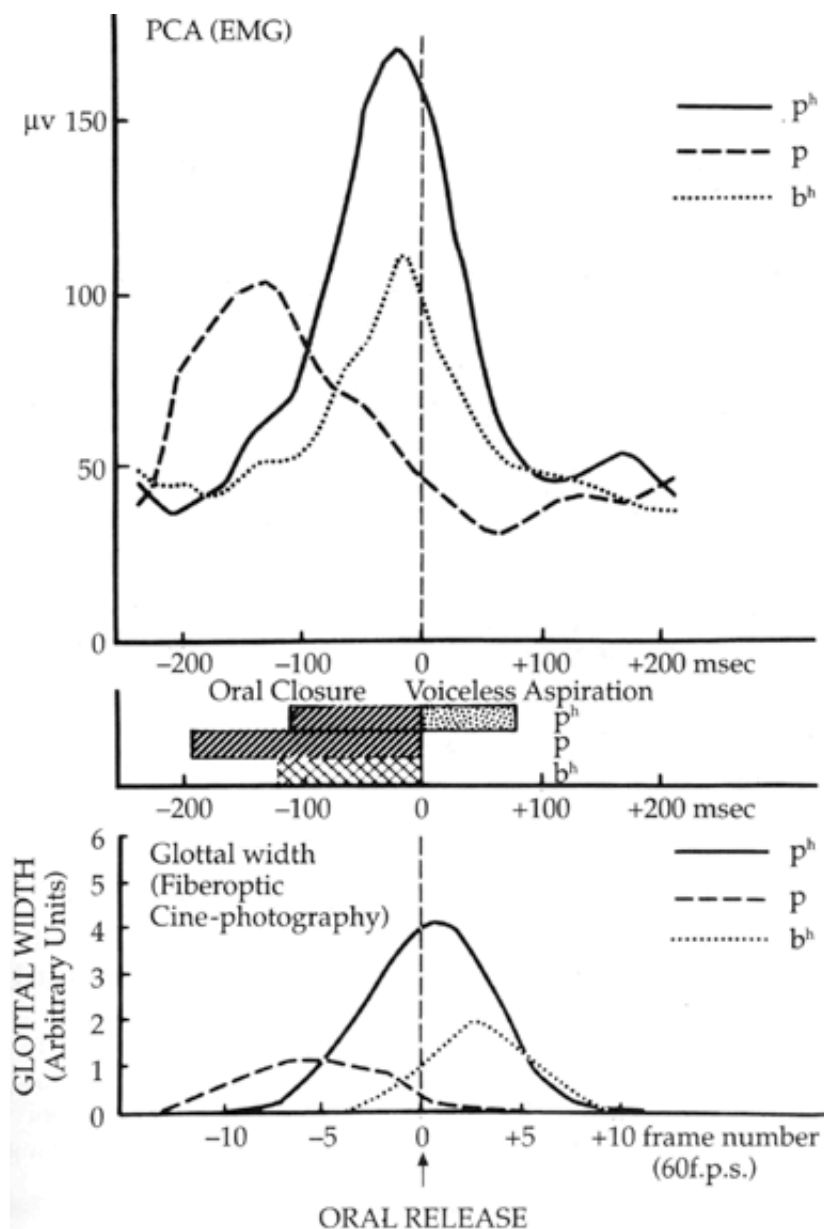 PCA (EMG)
μv 150
100
50
0
pʰ
p
bʰ
−200 −100 0 +100 +200 msec
Oral Closure Voiceless Aspiration
pʰ
p
bʰ
−200 −100 0 +100 +200 msec
GLOTTAL WIDTH
(Arbitrary Units)
6
5
4
3
2
1
0
Glottal width
(Fiberoptic
Cine-photography)
pʰ
p
bʰ
−10 −5 0 +5 +10 frame number
(60f.p.s.)
ORAL RELEASE